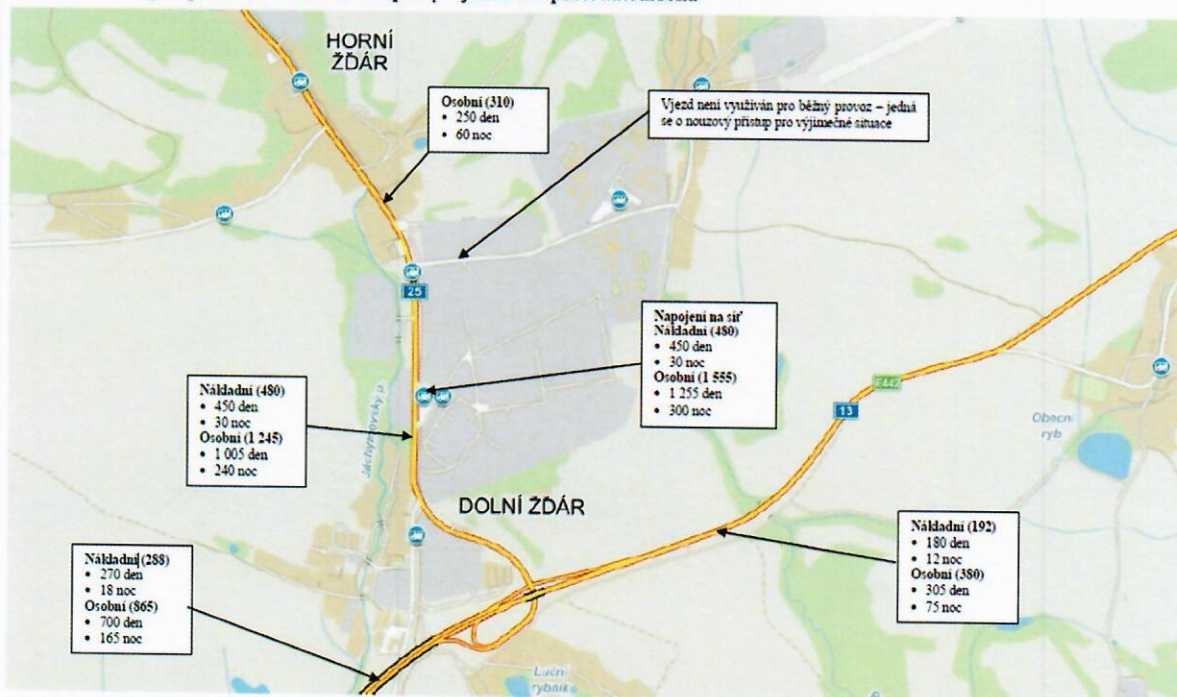 HORNÍ
ŽĎÁR
Osobní (310)
• 250 den
• 60 noc
Vjezd není využíván pro běžný provoz – jedná
se o nouzový přístup pro výjimečné situace
25
Napojení na síť
Nákladní (480)
• 450 den
• 30 noc
Osobní (1 555)
• 1 255 den
• 300 noc
Nákladní (480)
• 450 den
• 30 noc
Osobní (1 245)
• 1 005 den
• 240 noc
Jáchymovský p.
E442
13
Obecní
ryb
DOLNÍ ŽĎÁR
Nákladní (192)
• 180 den
• 12 noc
Osobní (380)
• 305 den
• 75 noc
Nákladní (288)
• 270 den
• 18 noc
Osobní (865)
• 700 den
• 165 noc
Luční
rybník